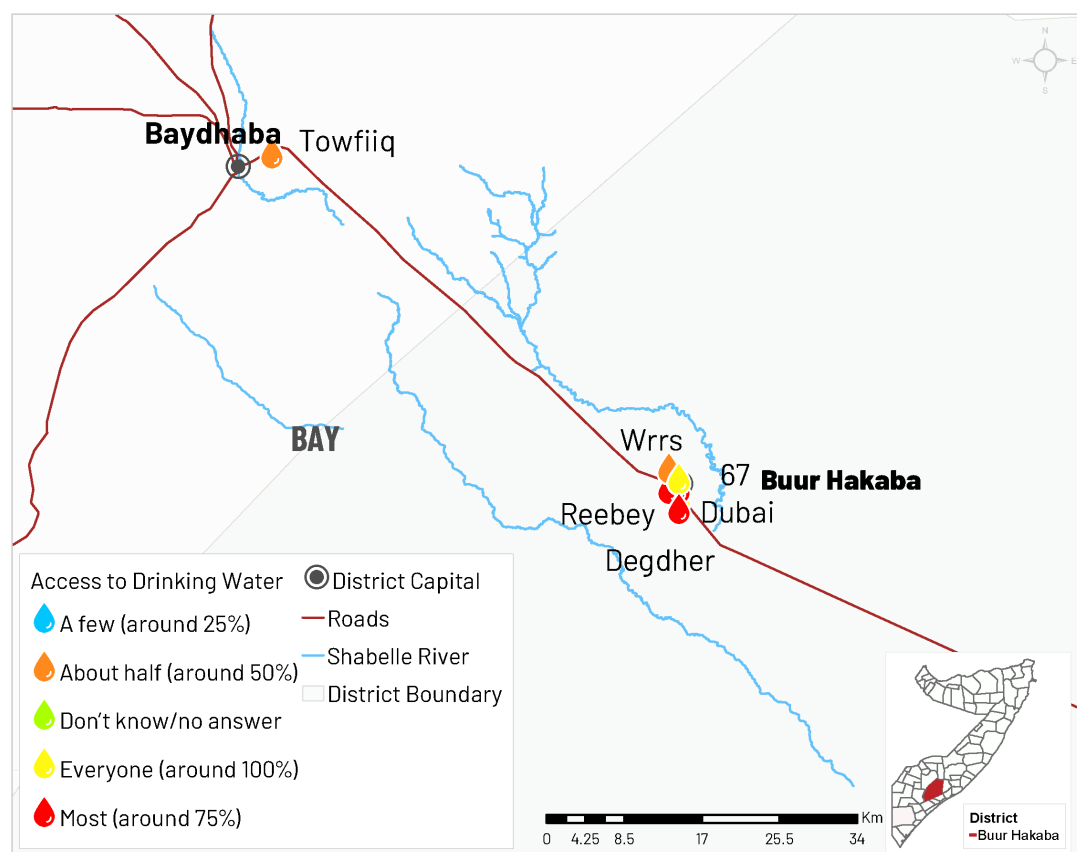 N
W E
S
Baydhaba
Towfiiq
BAY
Wrrs
67
Buur Hakaba
Reebey
Dubai
Degdher
Access to Drinking Water
A few (around 25%)
About half (around 50%)
Don't know/no answer
Everyone (around 100%)
Most (around 75%)
District Capital
Roads
Shabelle River
District Boundary
Km
0 4.25 8.5 17 25.5 34
District
Buur Hakaba